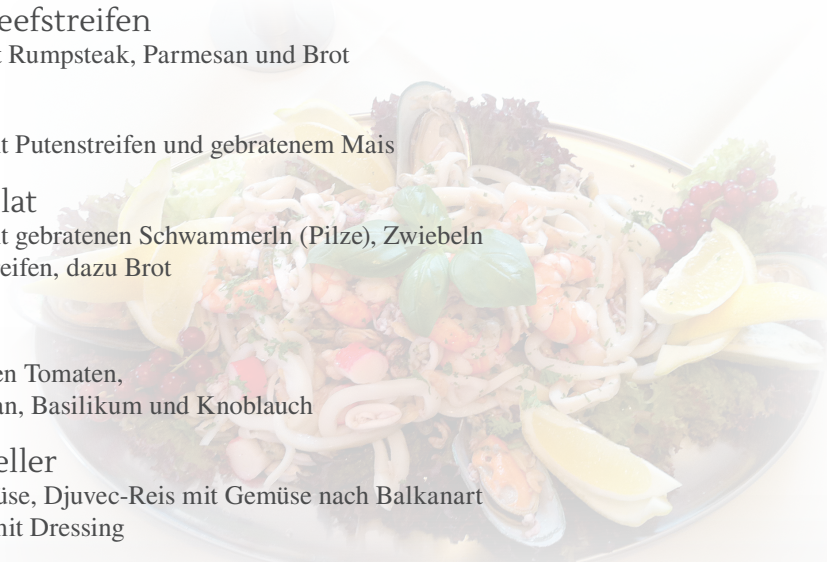 eefstreifen
t Rumpsteak, Parmesan und Brot
t Putenstreifen und gebratenem Mais
lat
t gebratenen Schwammerln (Pilze), Zwiebeln
eifen, dazu Brot
en Tomaten,
an, Basilikum und Knoblauch
eller
üse, Djuvec-Reis mit Gemüse nach Balkanart
nit Dressing